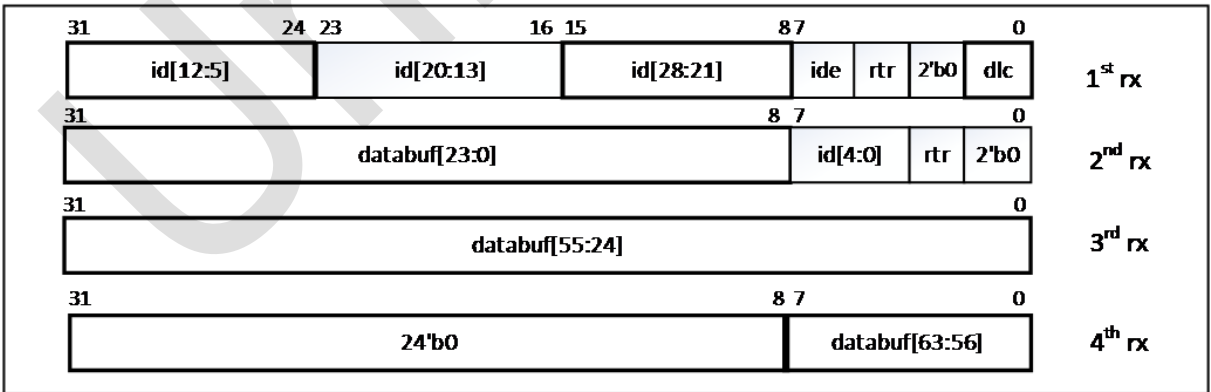 31 24 23 16 15 8 7 0
id[12:5] id[20:13] id[28:21] ide rtr 2'b0 dlc 1st rx
31 8 7 0
databuf[23:0] id[4:0] rtr 2'b0 2nd rx
31 0
databuf[55:24] 3rd rx
31 8 7 0
24'b0 databuf[63:56] 4th rx